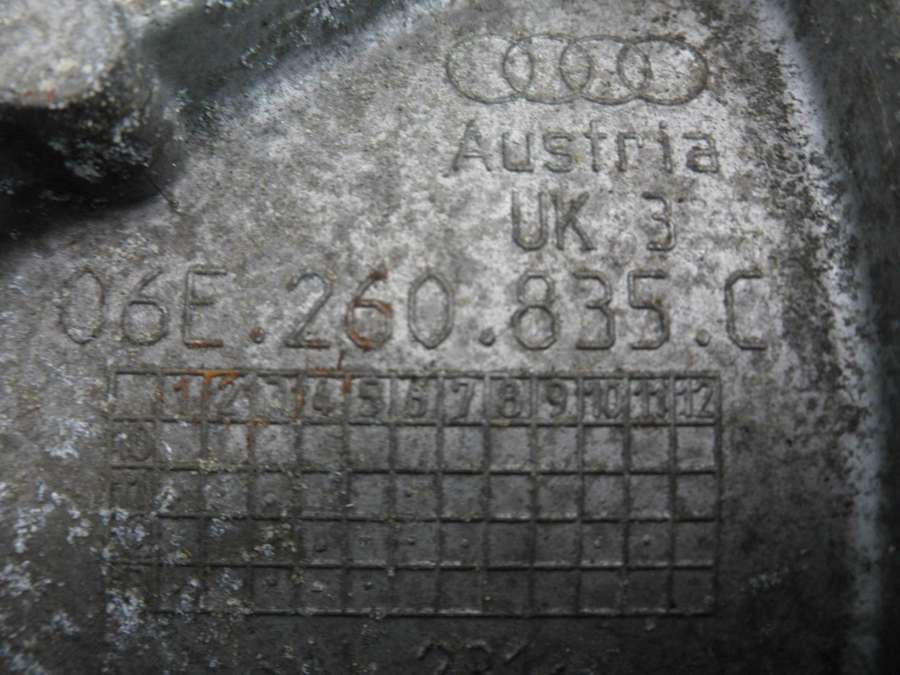 Austria
UK 3
06E.260.835.C
1 2 3 4 5 6 7 8 9 10 11 12